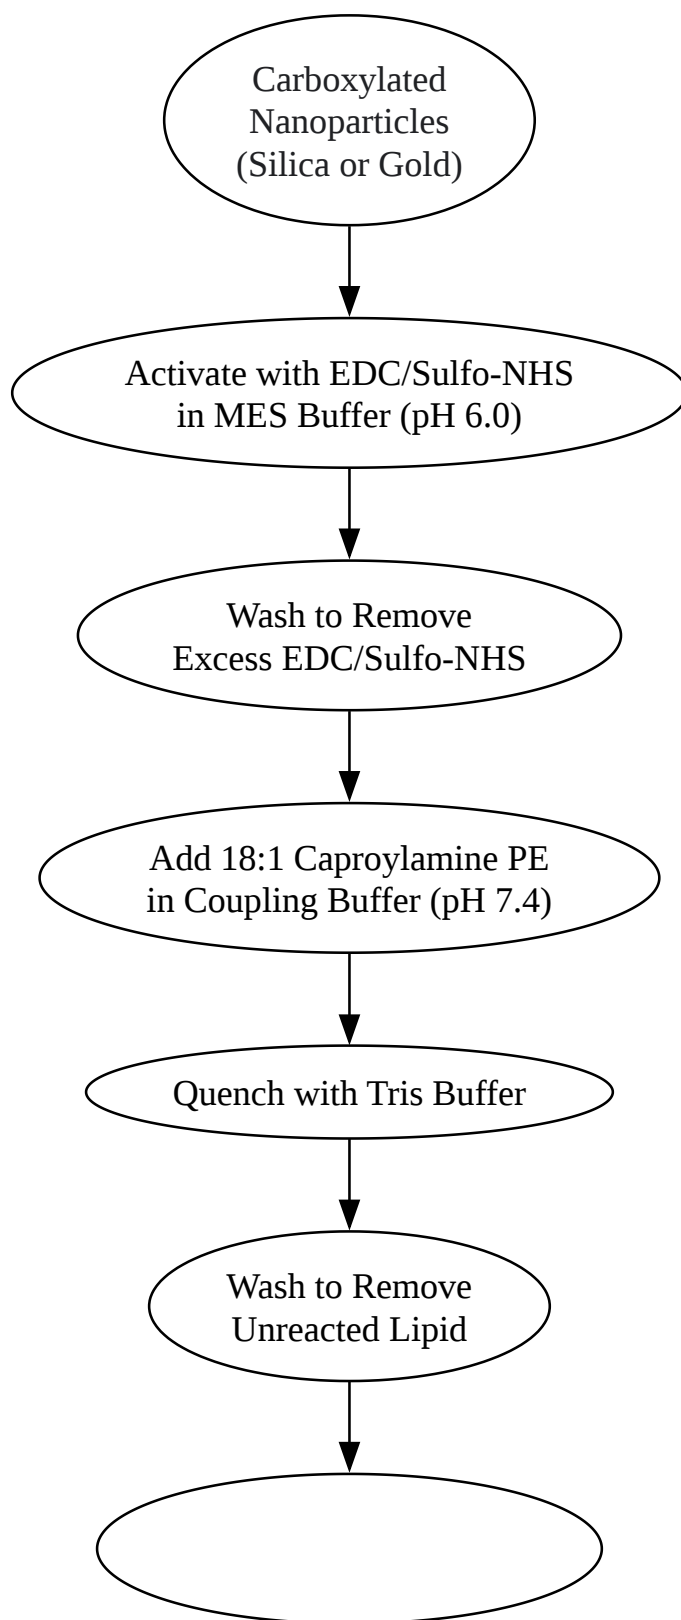 Carboxylated
Nanoparticles
(Silica or Gold)
Activate with EDC/Sulfo-NHS
in MES Buffer (pH 6.0)
Wash to Remove
Excess EDC/Sulfo-NHS
Add 18:1 Caproylamine PE
in Coupling Buffer (pH 7.4)
Quench with Tris Buffer
Wash to Remove
Unreacted Lipid